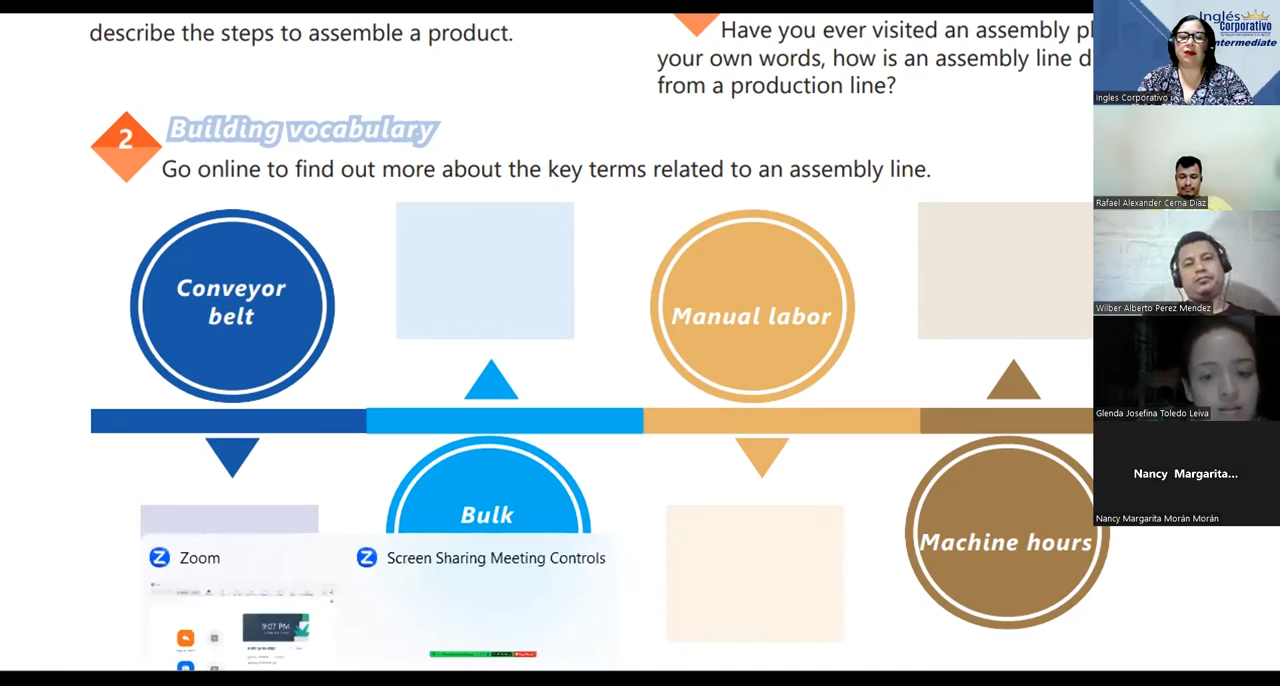 describe the steps to assemble a product.
Have you ever visited an assembly pl
your own words, how is an assembly line d
from a production line?
2
Building vocabulary
Go online to find out more about the key terms related to an assembly line.
Conveyor
belt
Manual labor
Bulk
Machine hours
Zoom
Screen Sharing Meeting Controls
9:07 PM
Inglés
Corporativo
Intermediate
Ingles Corporativo
Rafael Alexander Cerna Díaz
Wilber Alberto Perez Mendez
Glenda Josefina Toledo Leiva
Nancy Margarita...
Nancy Margarita Morán Morán